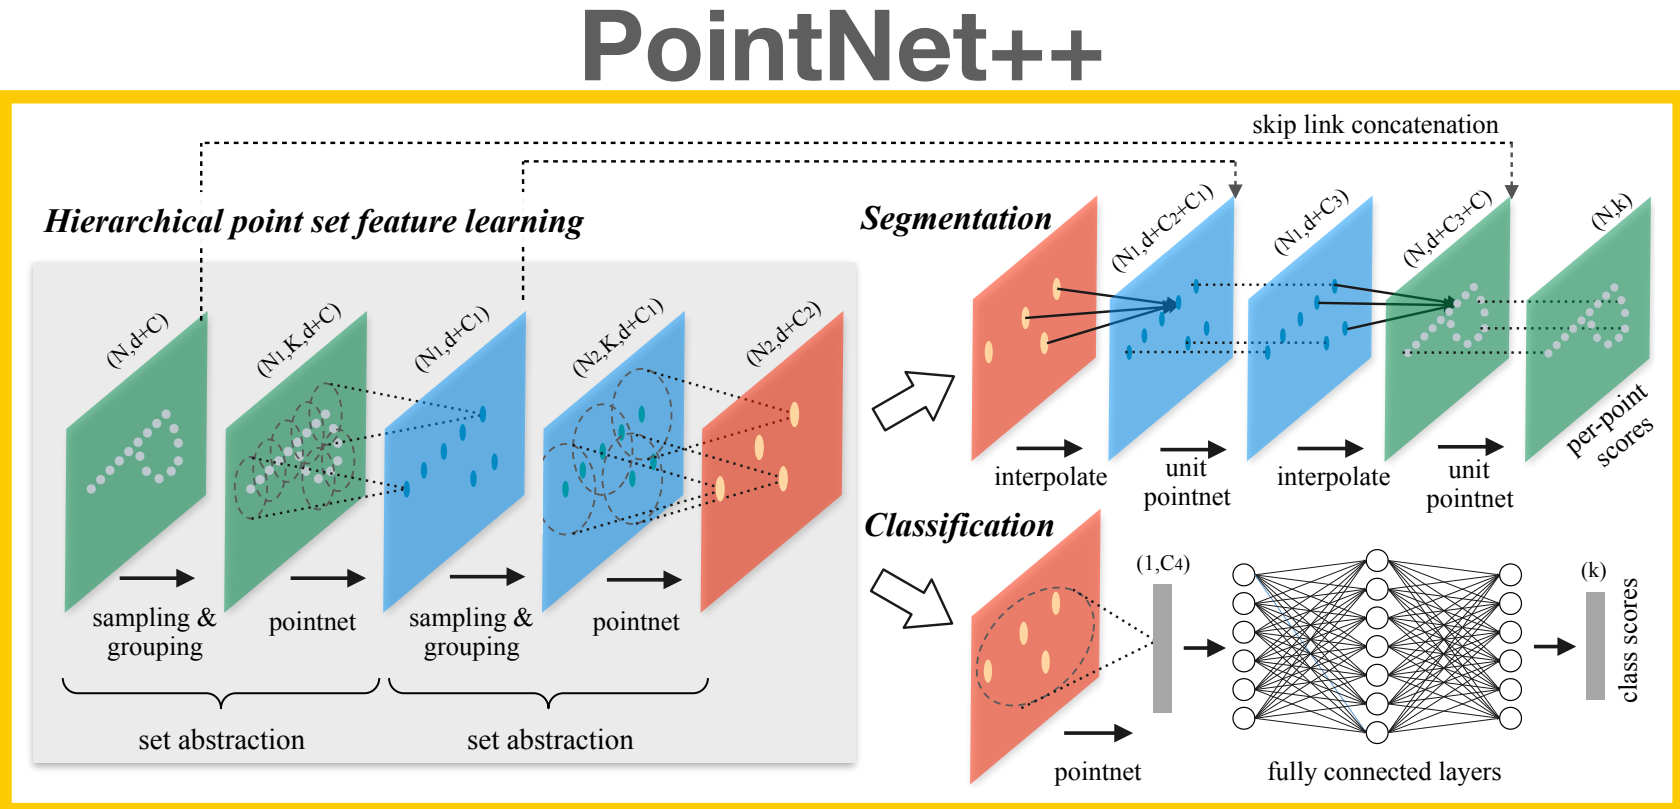 PointNet++
skip link concatenation
Hierarchical point set feature learning
(N,d+C)
(N1,K,d+C)
(N1,d+C1)
(N2,K,d+C1)
(N2,d+C2)
sampling &
grouping
pointnet
sampling &
grouping
pointnet
set abstraction
set abstraction
Segmentation
(N1,d+C2+C1)
(N1,d+C3)
(N,d+C3+C)
(N,k)
interpolate
unit
pointnet
interpolate
unit
pointnet
per-point
scores
Classification
(1,C4)
(k)
class scores
pointnet
fully connected layers